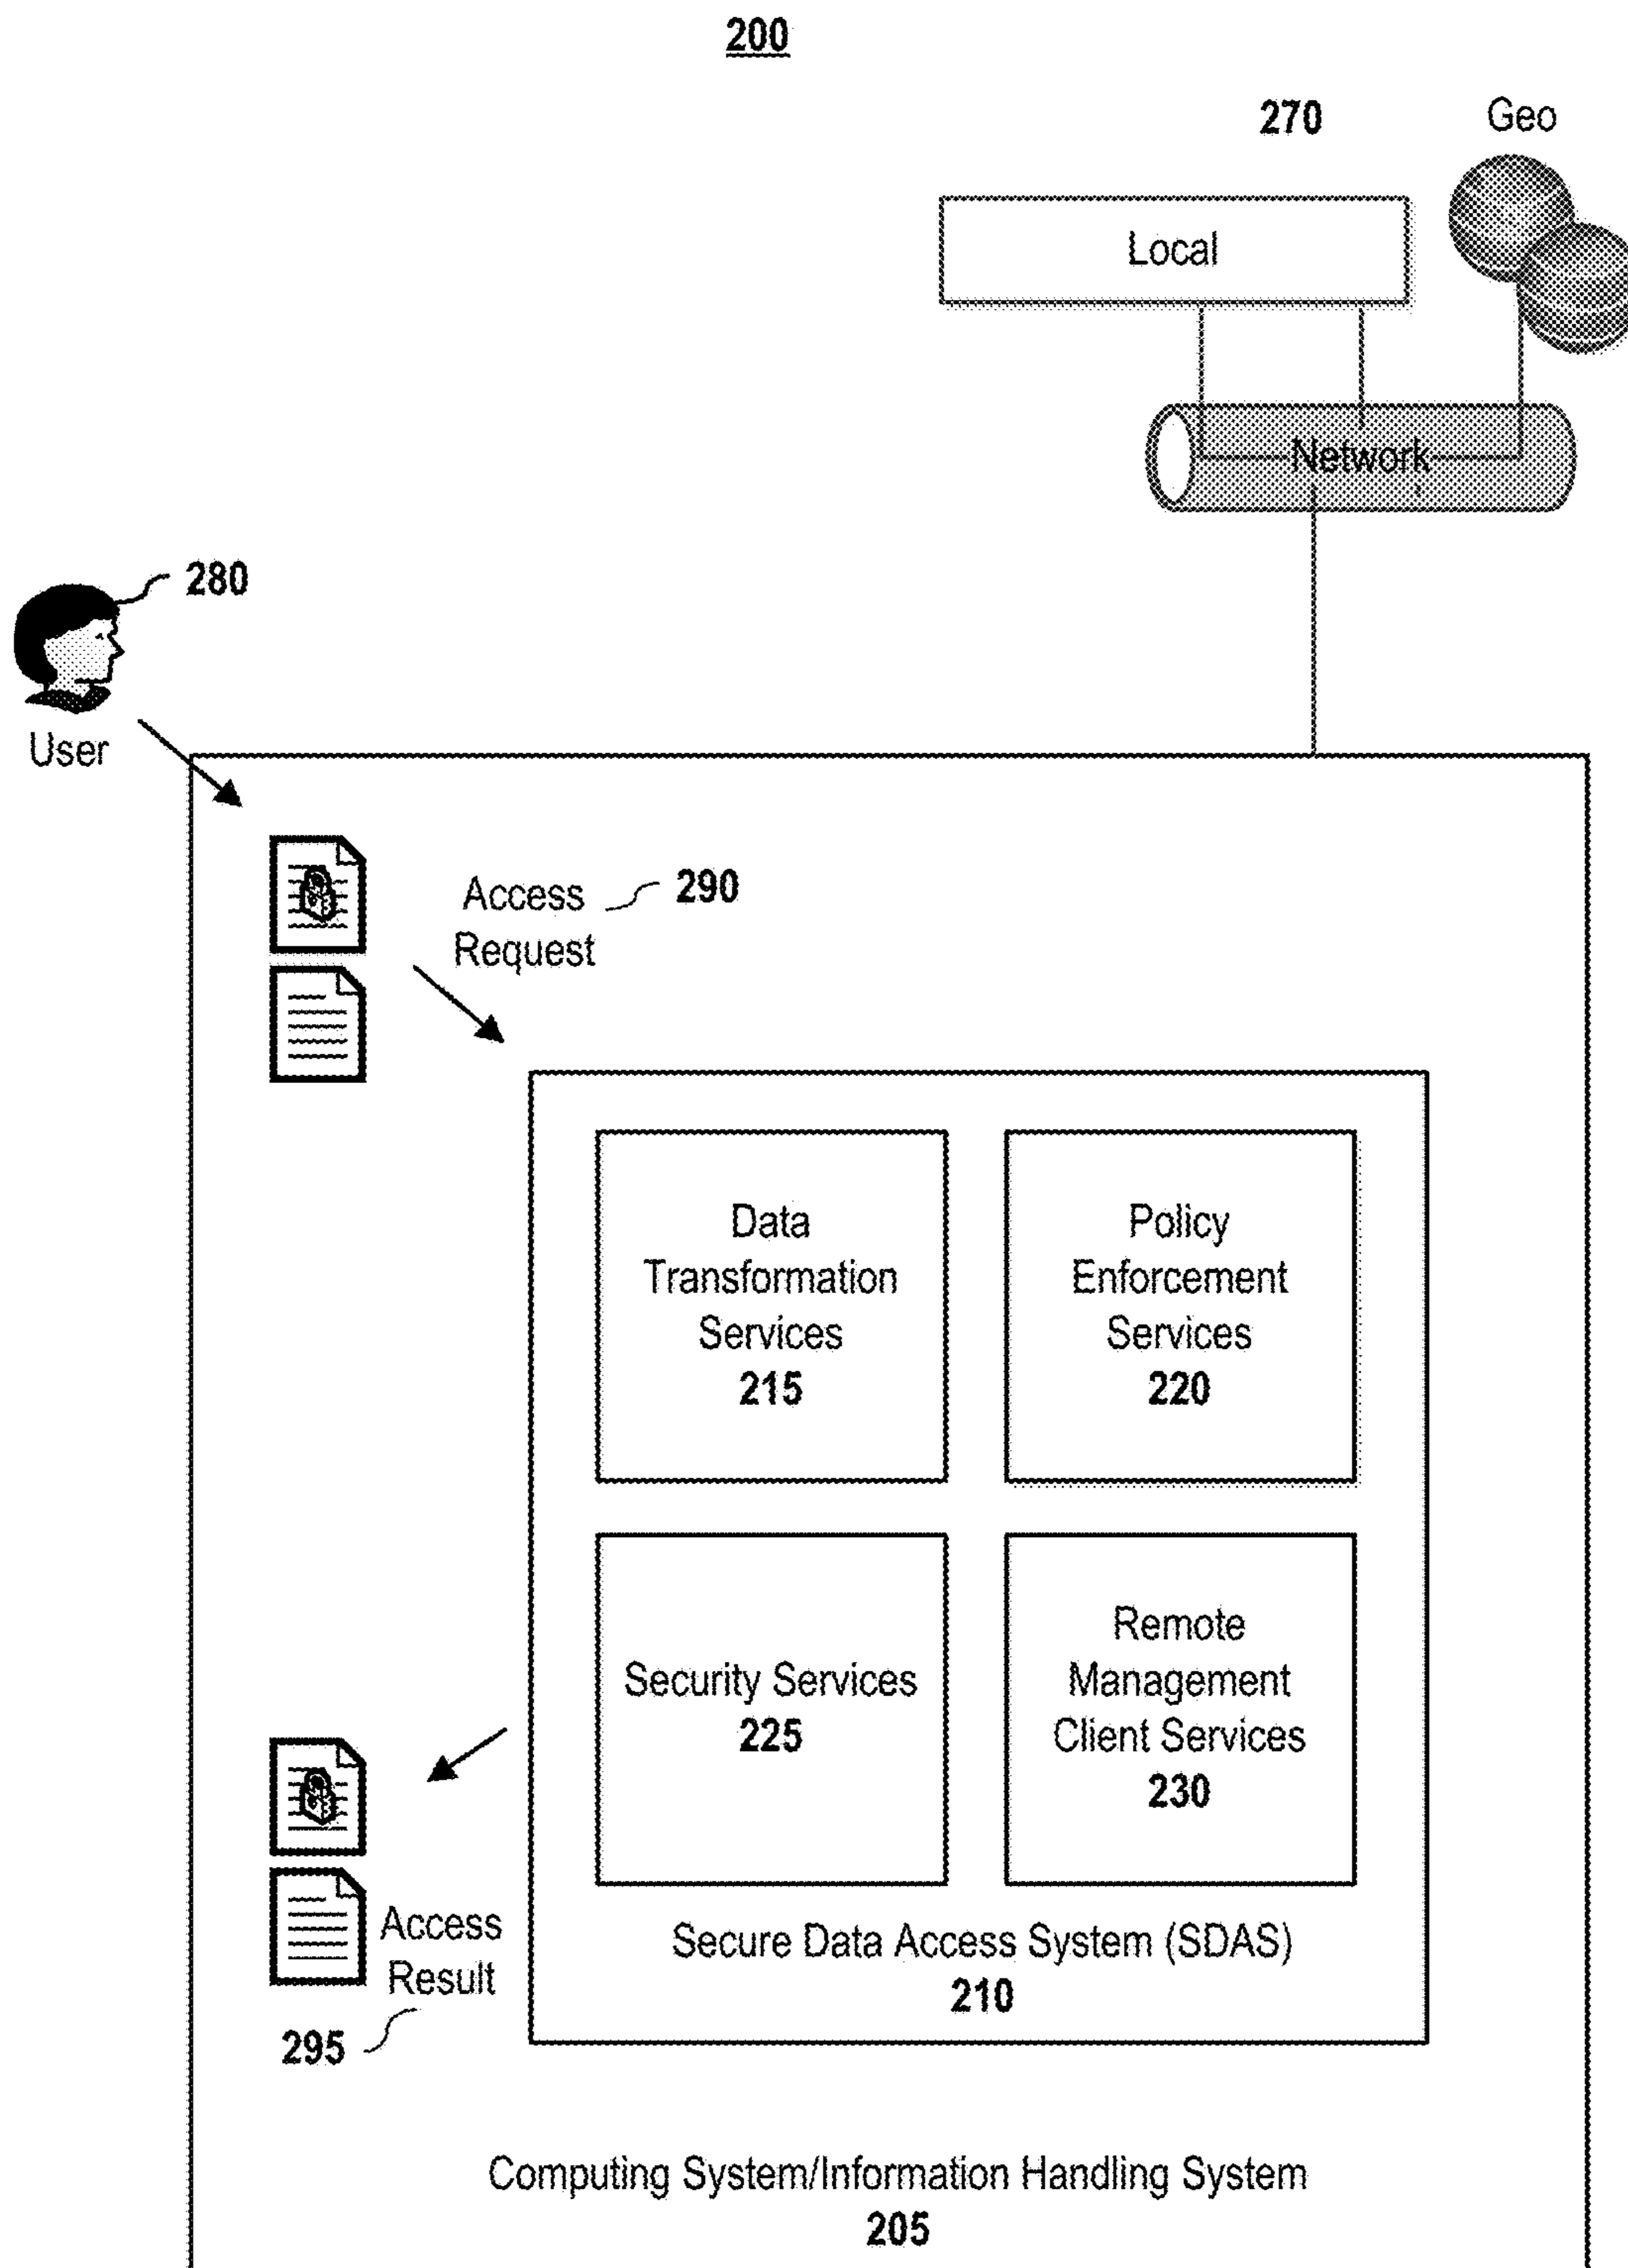 200
270
Geo
Local
Network
280
User
Access
Request
290
Data
Transformation
Services
215
Policy
Enforcement
Services
220
Security Services
225
Remote
Management
Client Services
230
Access
Result
295
Secure Data Access System (SDAS)
210
Computing System/Information Handling System
205